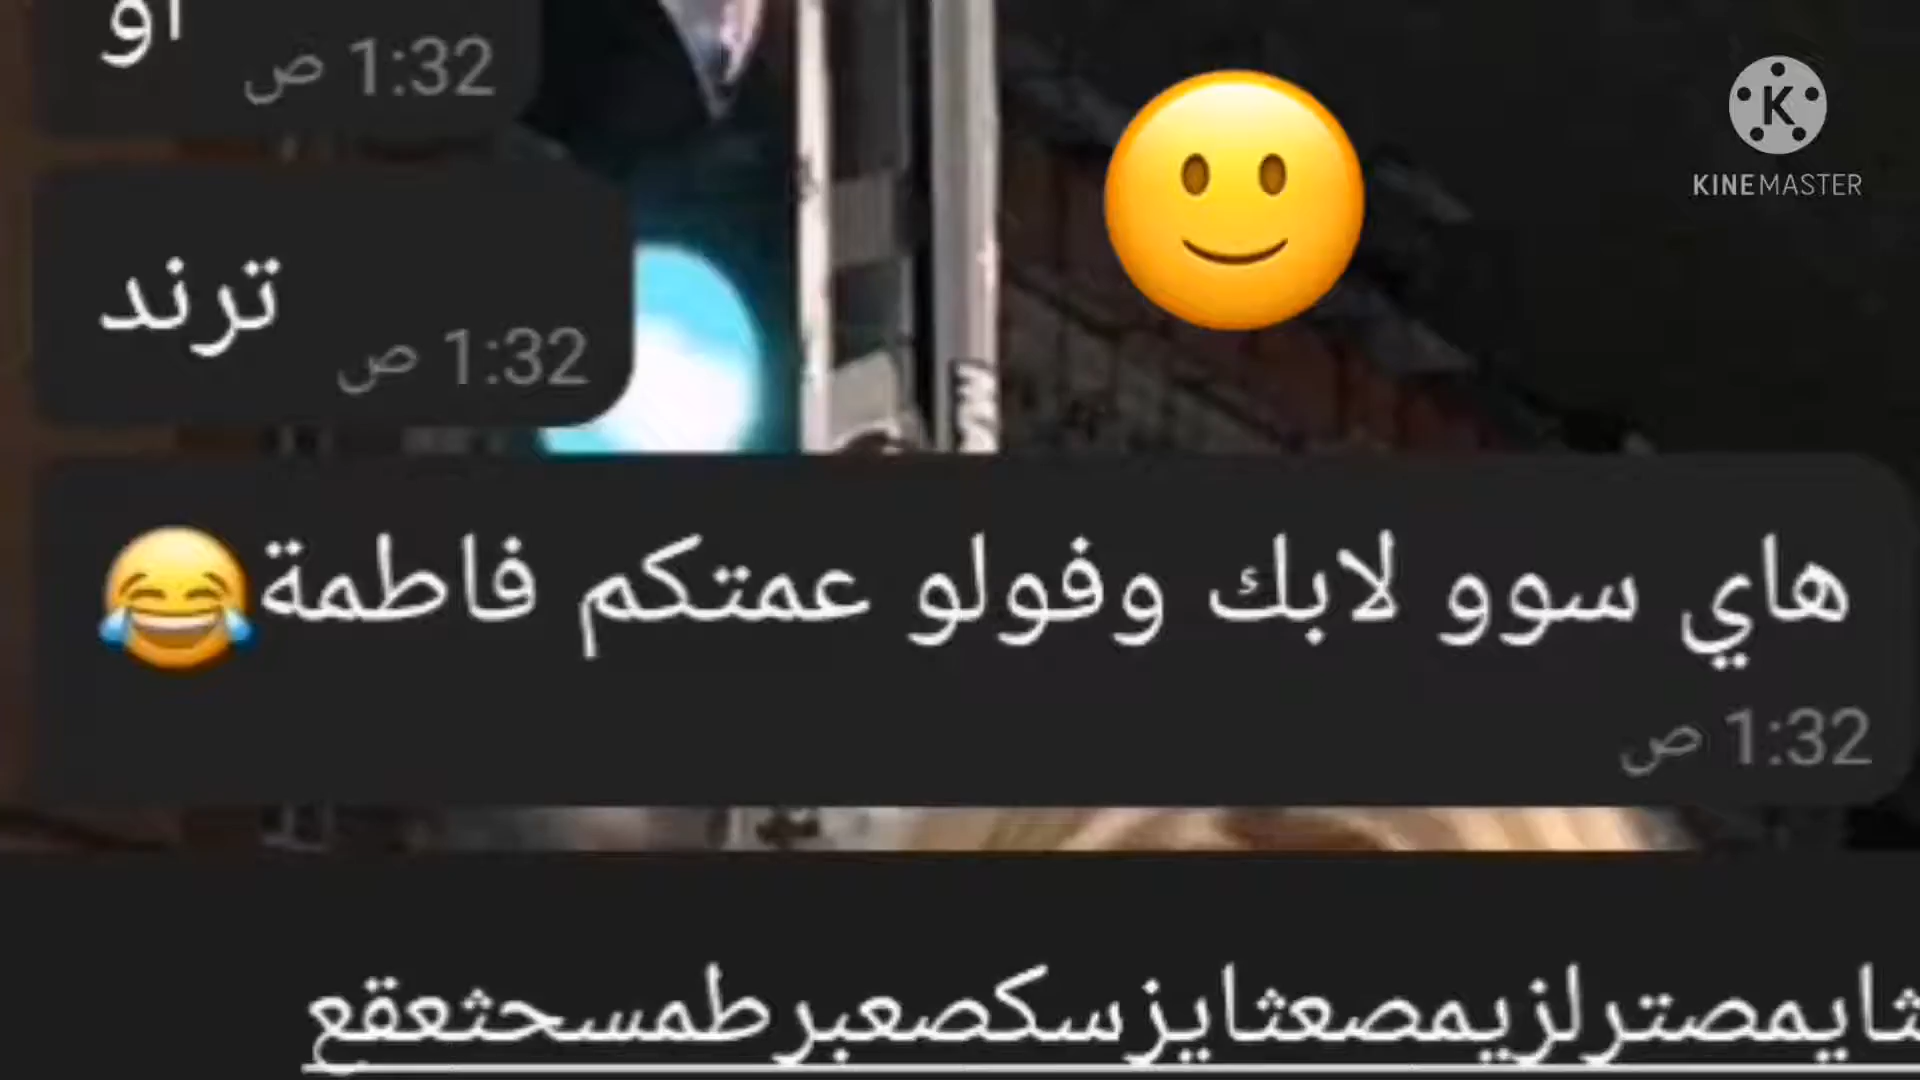 او
1:32 ص
KINEMASTER
ترند
1:32 ص
هاي سوو لابك وفولو عمتكم فاطمة😂
1:32 ص
ثايمصترلزيمصعثايزسكصعبرطمسحثعقع